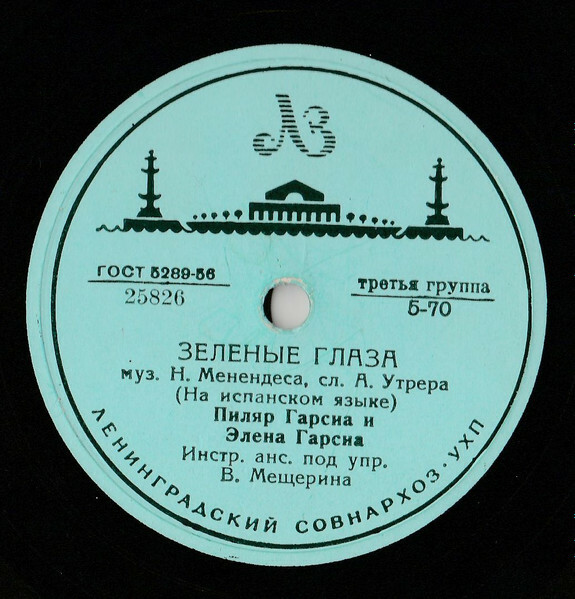 ЛЗ
ГОСТ 5289-56
25826
третья группа
Б-70
ЗЕЛЕНЫЕ ГЛАЗА
муз. Н. Менендеса, сл. А. Утрера
(На испанском языке)
Пиляр Гарсиа и
Элена Гарсиа
Инстр. анс. под упр.
В. Мещерина
ЛЕНИНГРАДСКИЙ СОВНАРХОЗ · УХП